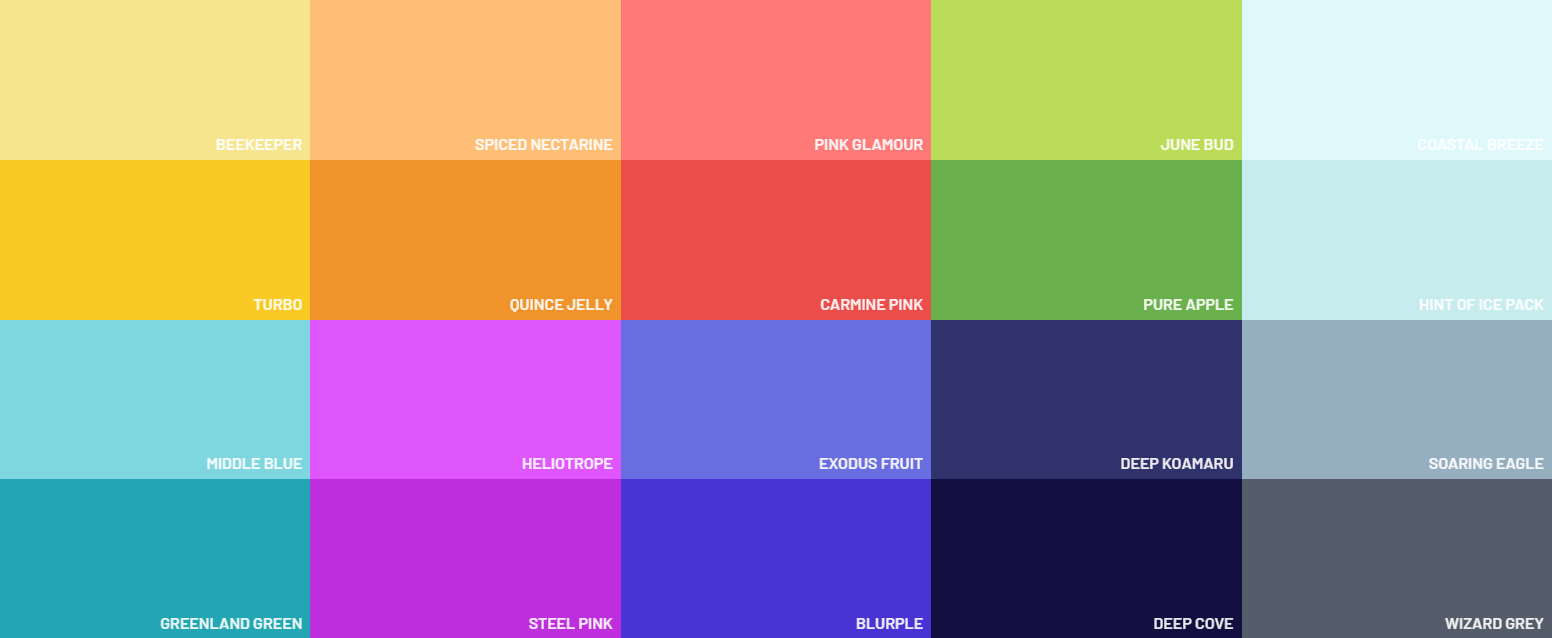 BEEKEEPER
SPICED NECTARINE
PINK GLAMOUR
JUNE BUD
COASTAL BREEZE
TURBO
QUINCE JELLY
CARMINE PINK
PURE APPLE
HINT OF ICE PACK
MIDDLE BLUE
HELIOTROPE
EXODUS FRUIT
DEEP KOAMARU
SOARING EAGLE
GREENLAND GREEN
STEEL PINK
BLURPLE
DEEP COVE
WIZARD GREY